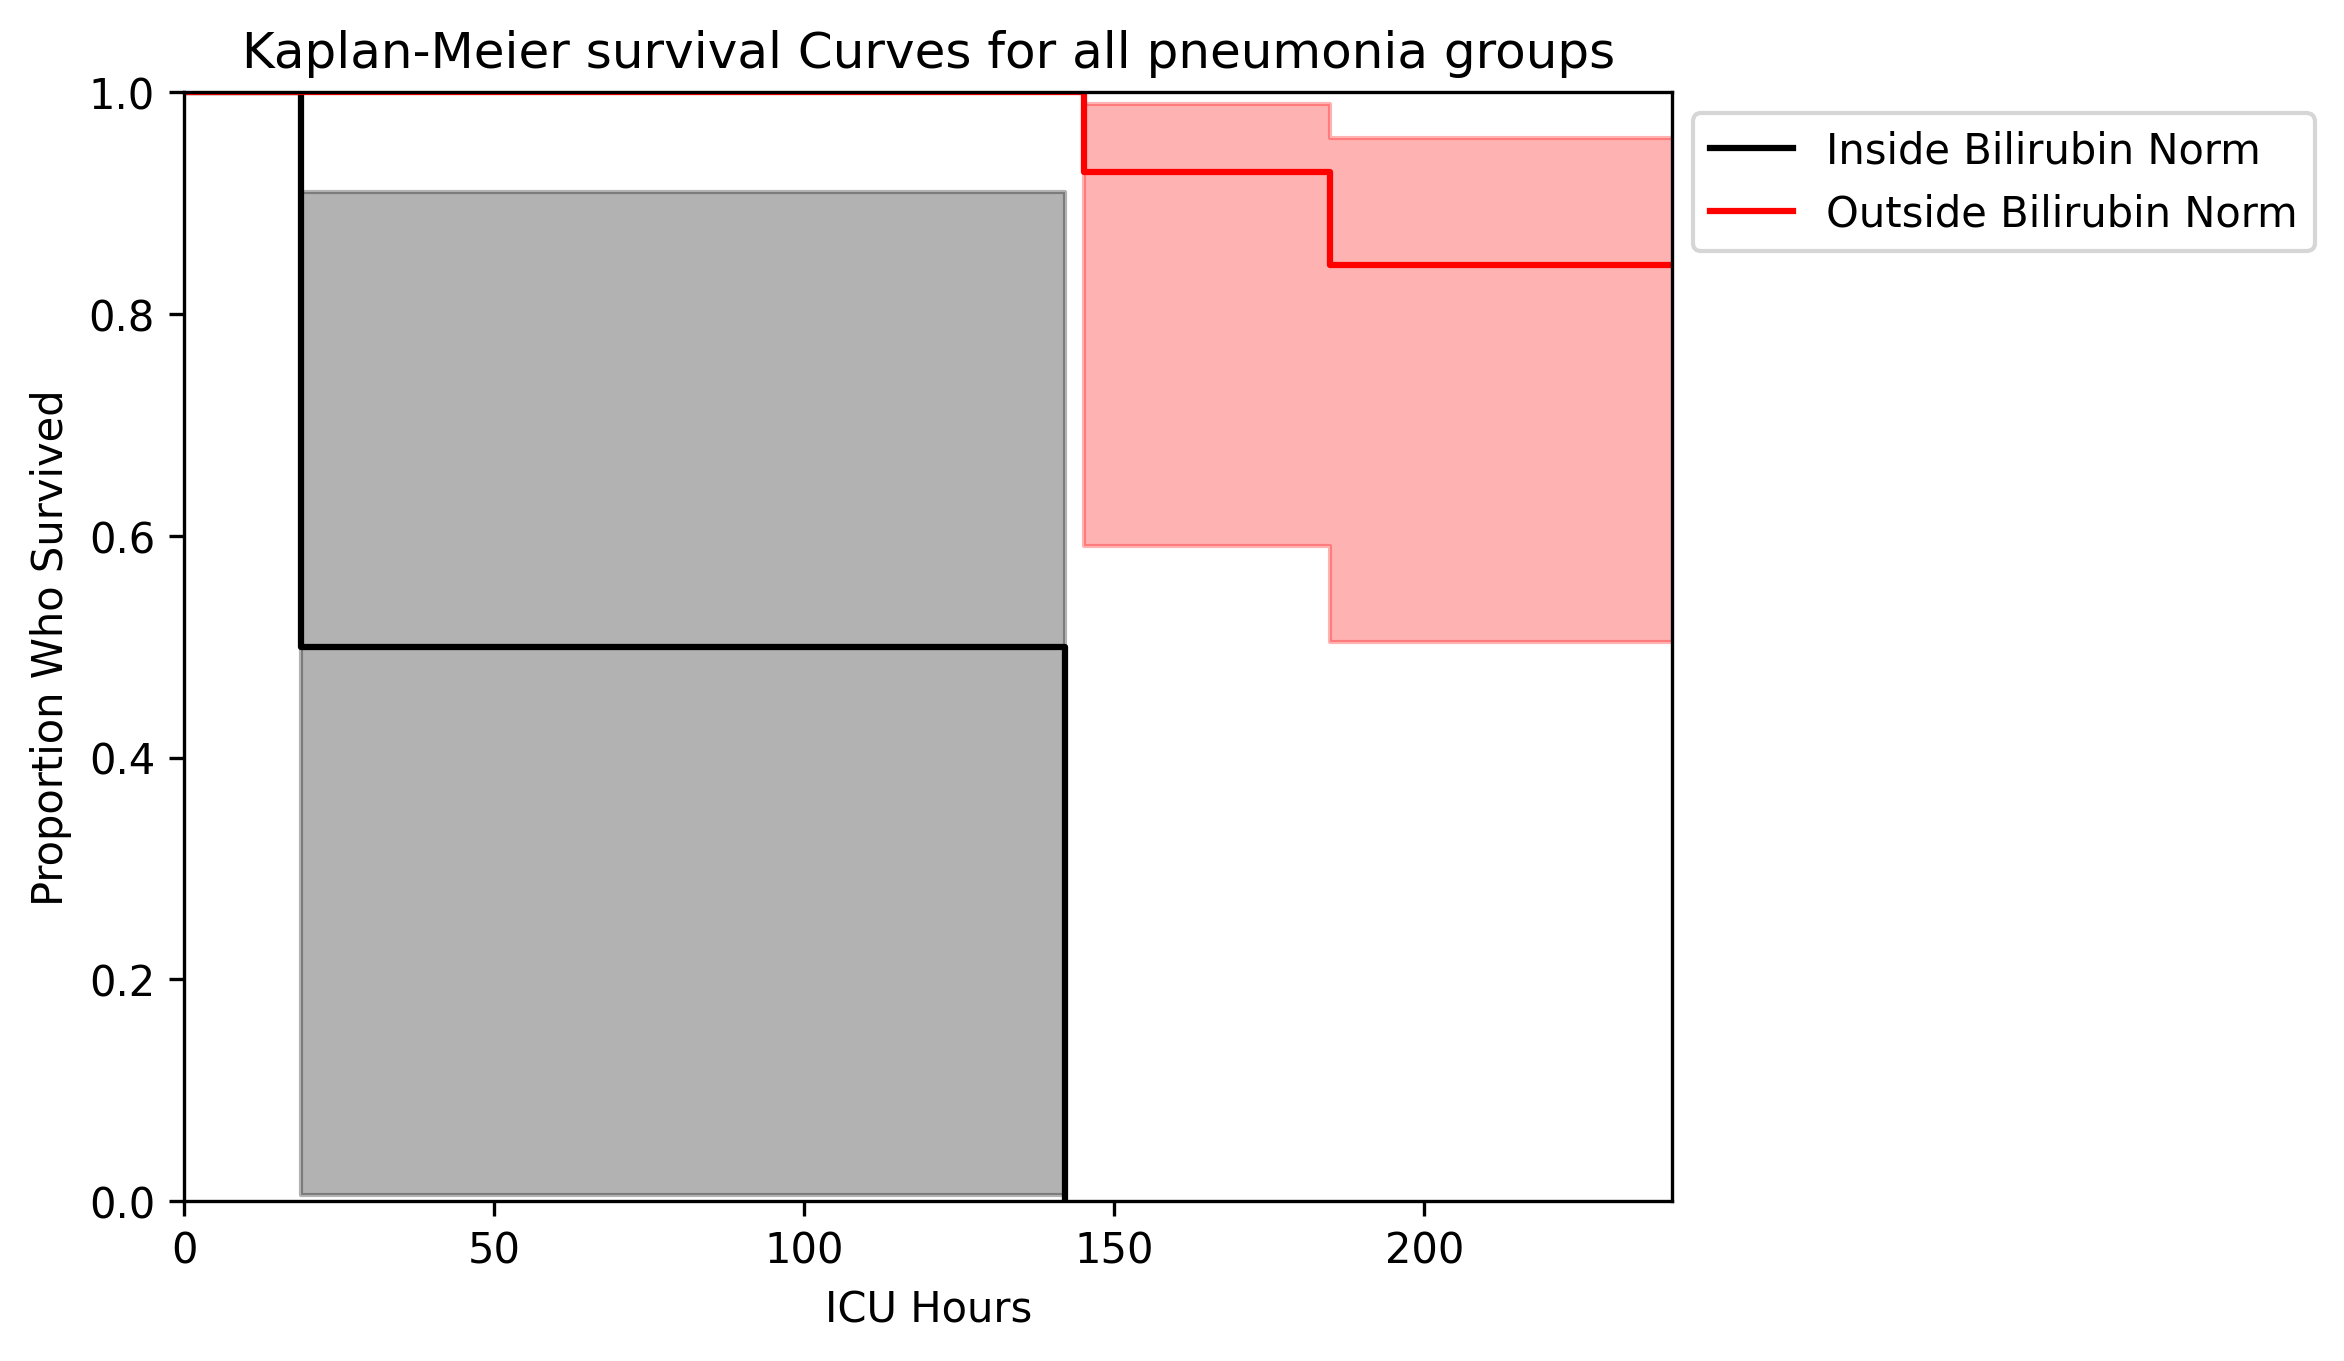 Kaplan-Meier survival Curves for all pneumonia groups
1.0
0.8
0.6
0.4
0.2
0.0
Proportion Who Survived
0 50 100 150 200
ICU Hours
Inside Bilirubin Norm
Outside Bilirubin Norm